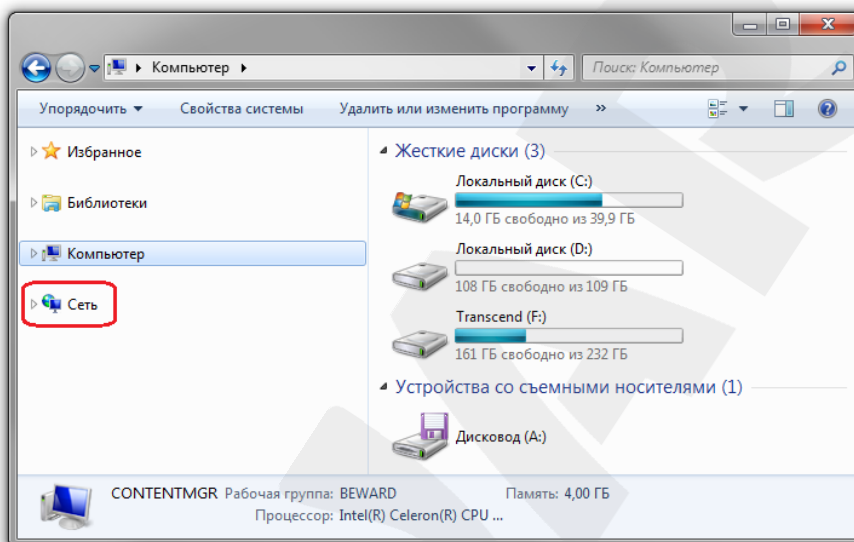 Компьютер
Поиск: Компьютер
Упорядочить Свойства системы Удалить или изменить программу »
Избранное
Библиотеки
Компьютер
Сеть
Жесткие диски (3)
Локальный диск (C:)
14,0 ГБ свободно из 39,9 ГБ
Локальный диск (D:)
108 ГБ свободно из 109 ГБ
Transcend (F:)
161 ГБ свободно из 232 ГБ
Устройства со съемными носителями (1)
Дисковод (A:)
CONTENTMGR Рабочая группа: BEWARD Память: 4,00 ГБ
Процессор: Intel(R) Celeron(R) CPU ...